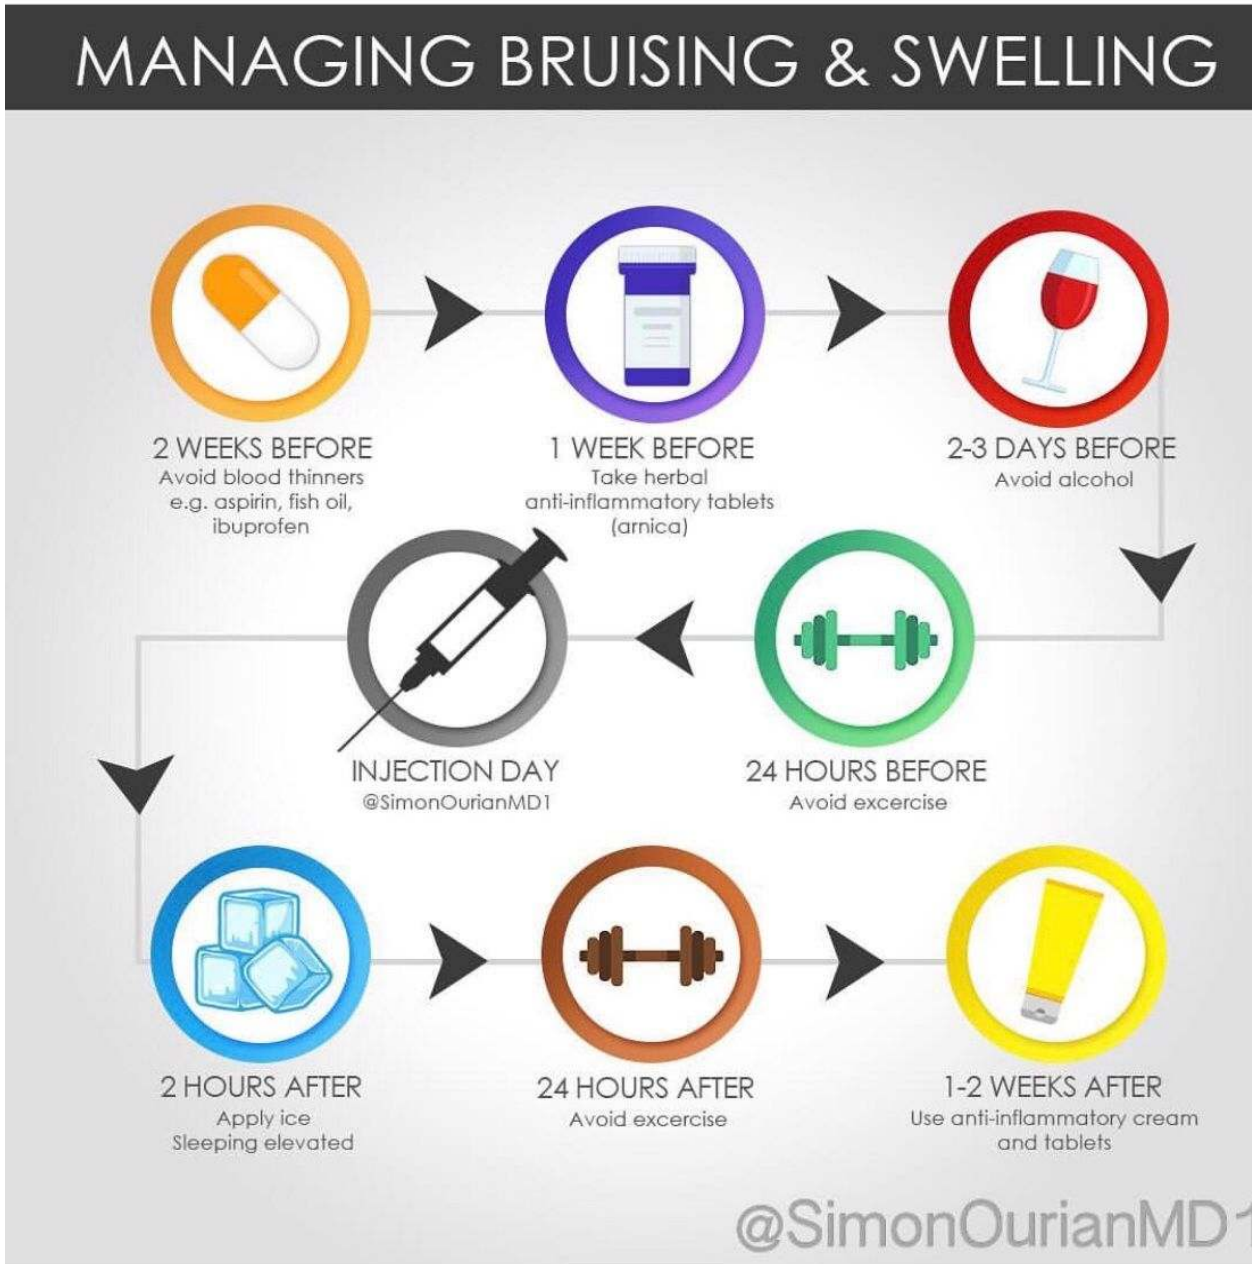 MANAGING BRUISING & SWELLING
2 WEEKS BEFORE
Avoid blood thinners
e.g. aspirin, fish oil,
ibuprofen
1 WEEK BEFORE
Take herbal
anti-inflammatory tablets
(arnica)
2-3 DAYS BEFORE
Avoid alcohol
24 HOURS BEFORE
Avoid excercise
INJECTION DAY
@SimonOurianMD1
2 HOURS AFTER
Apply ice
Sleeping elevated
24 HOURS AFTER
Avoid excercise
1-2 WEEKS AFTER
Use anti-inflammatory cream
and tablets
@SimonOurianMD1